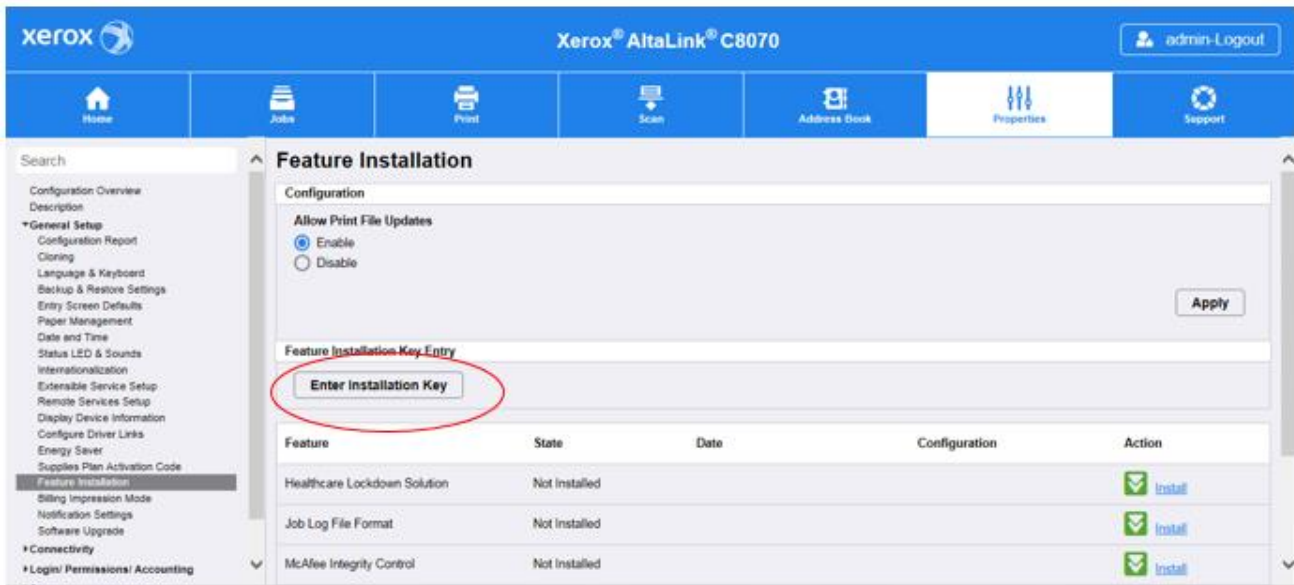 xerox
Xerox® AltaLink® C8070
admin-Logout
Home
Jobs
Print
Scan
Address Book
Properties
Support
Search
Configuration Overview
Description
General Setup
Configuration Report
Cloning
Language & Keyboard
Backup & Restore Settings
Entry Screen Defaults
Paper Management
Date and Time
Status LED & Sounds
Internationalization
Extensible Service Setup
Remote Services Setup
Display Device Information
Configure Driver Links
Energy Saver
Supplies Plan Activation Code
Feature Installation
Billing Impression Mode
Notification Settings
Software Upgrade
Connectivity
Login/ Permissions/ Accounting
Feature Installation
Configuration
Allow Print File Updates
Enable
Disable
Apply
Feature Installation Key Entry
Enter Installation Key
Feature State Date Configuration Action
Healthcare Lockdown Solution Not Installed Install
Job Log File Format Not Installed Install
McAfee Integrity Control Not Installed Install